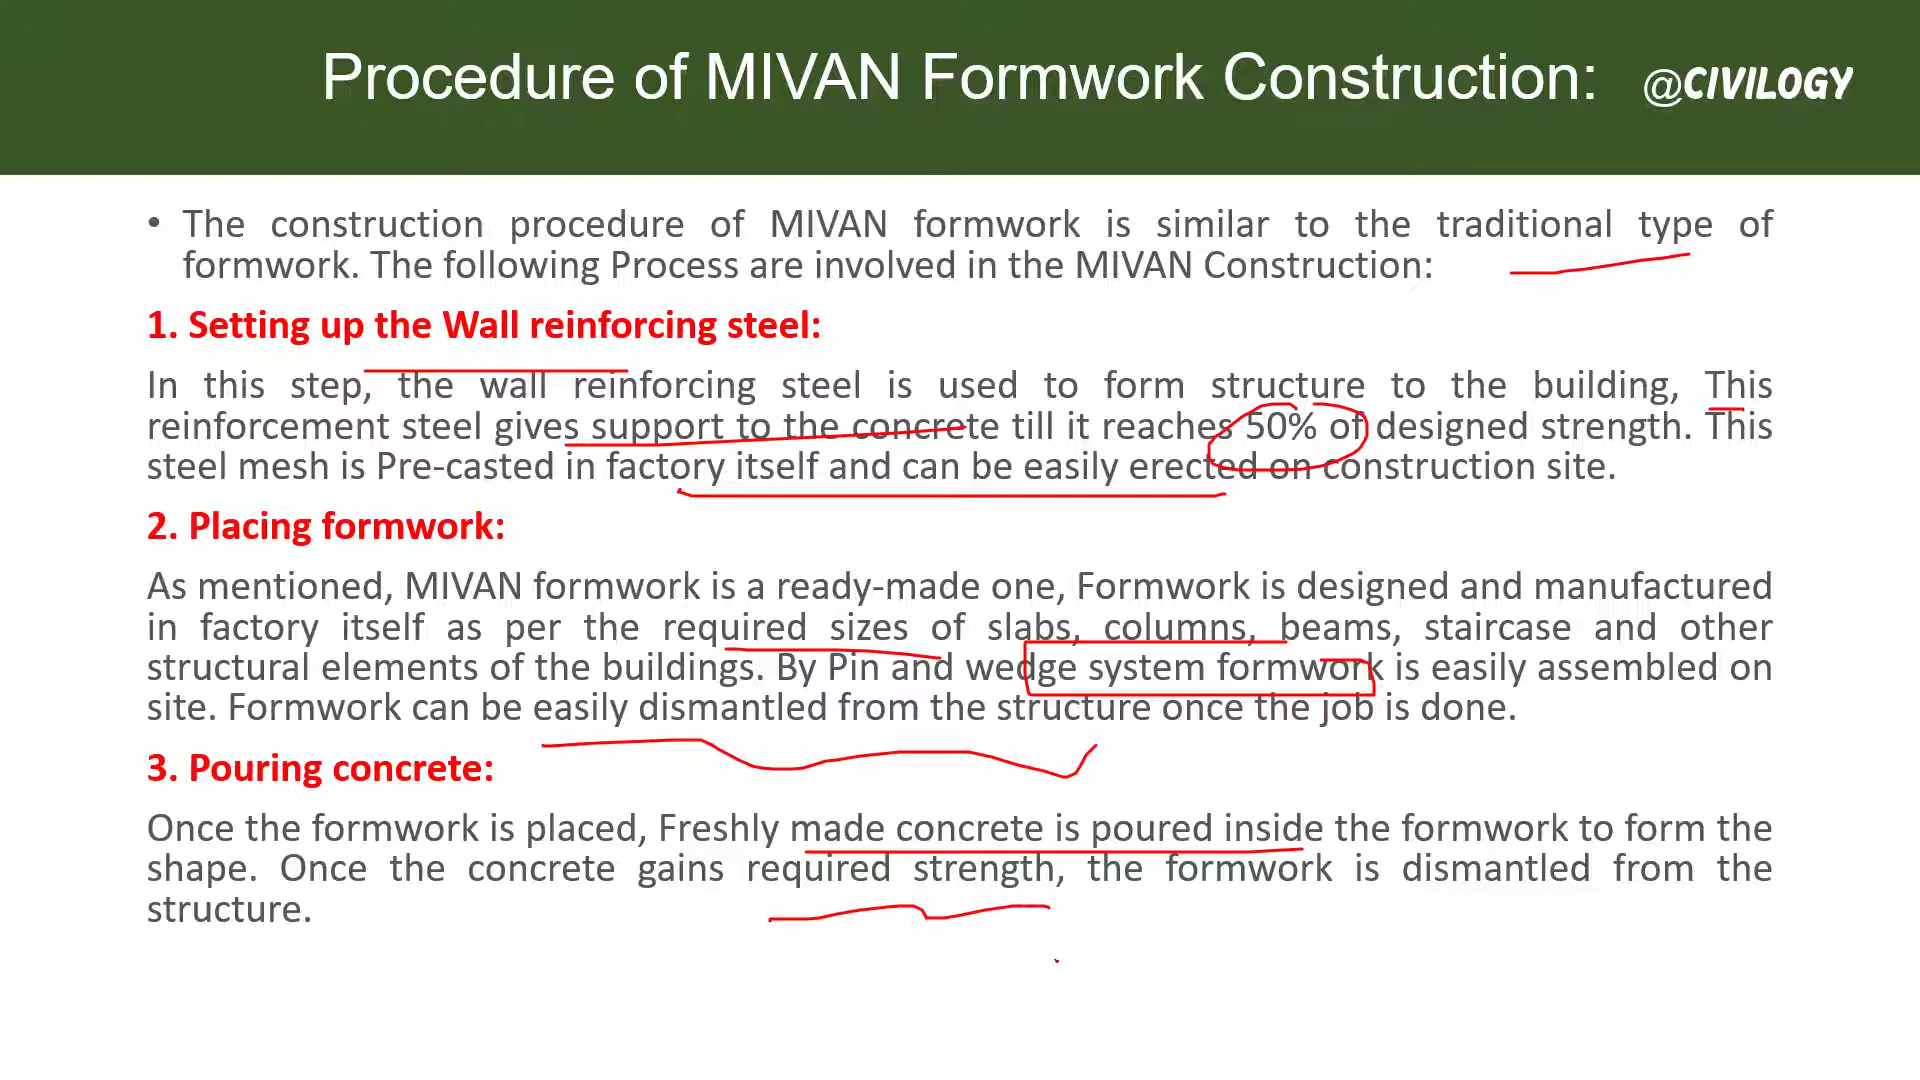 Procedure of MIVAN Formwork Construction: @CIVILOGY
• The construction procedure of MIVAN formwork is similar to the traditional type of
formwork. The following Process are involved in the MIVAN Construction:
1. Setting up the Wall reinforcing steel:
In this step, the wall reinforcing steel is used to form structure to the building, This
reinforcement steel gives support to the concrete till it reaches 50% of designed strength. This
steel mesh is Pre-casted in factory itself and can be easily erected on construction site.
2. Placing formwork:
As mentioned, MIVAN formwork is a ready-made one, Formwork is designed and manufactured
in factory itself as per the required sizes of slabs, columns, beams, staircase and other
structural elements of the buildings. By Pin and wedge system formwork is easily assembled on
site. Formwork can be easily dismantled from the structure once the job is done.
3. Pouring concrete:
Once the formwork is placed, Freshly made concrete is poured inside the formwork to form the
shape. Once the concrete gains required strength, the formwork is dismantled from the
structure.